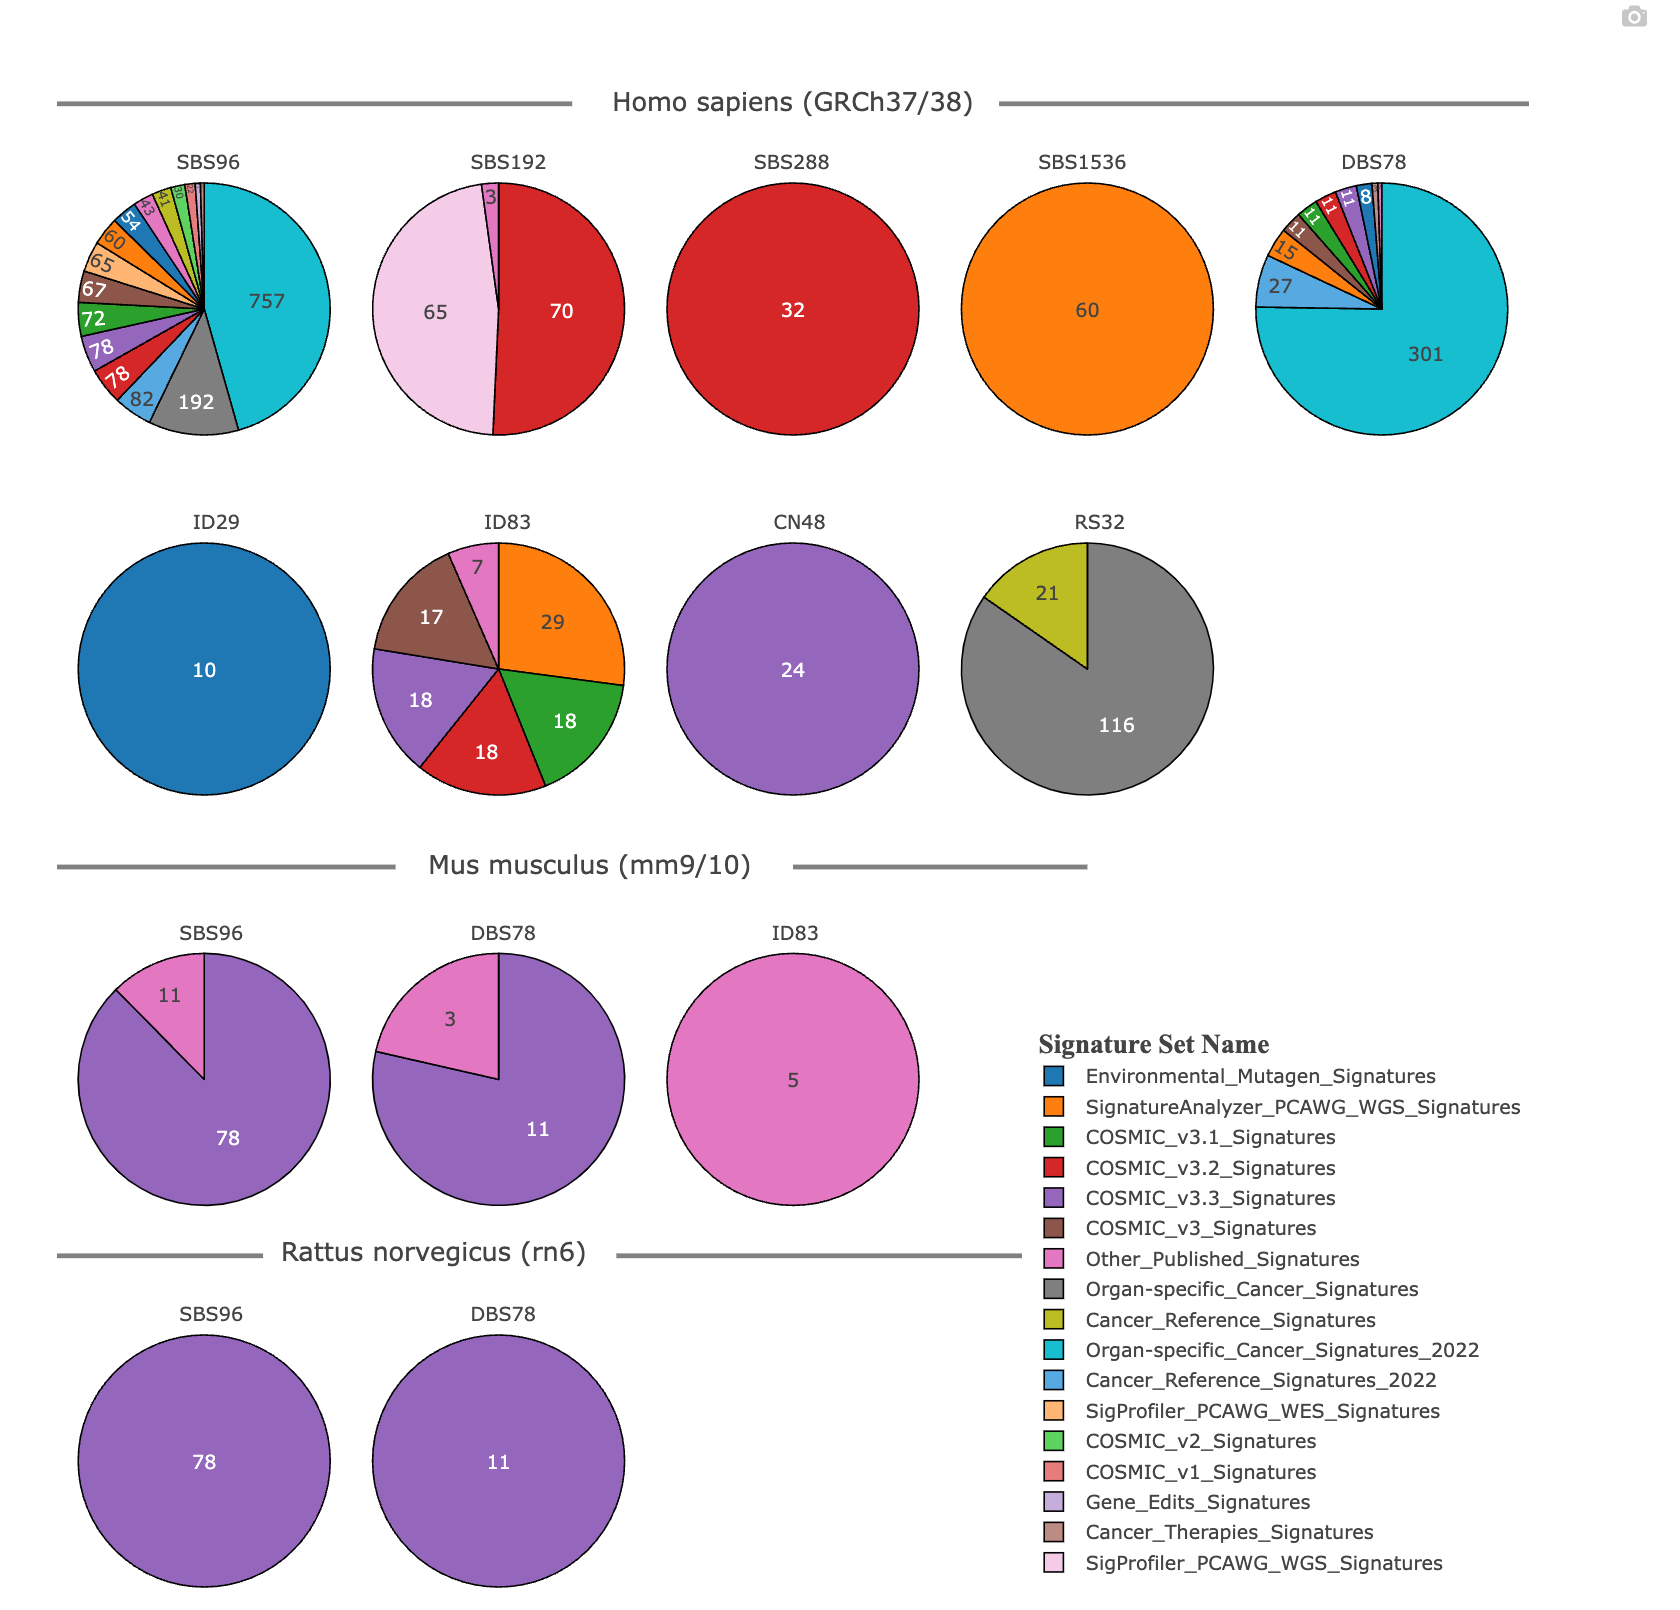 Homo sapiens (GRCh37/38)
SBS96
SBS192
SBS288
SBS1536
DBS78
757
192
82
78
78
72
67
65
60
54
43
41
30
22
70
65
3
32
60
301
27
15
11
11
11
11
8
ID29
ID83
CN48
RS32
10
29
18
18
18
17
7
24
116
21
Mus musculus (mm9/10)
SBS96
DBS78
ID83
11
78
3
11
5
Rattus norvegicus (rn6)
SBS96
DBS78
78
11
Signature Set Name
Environmental_Mutagen_Signatures
SignatureAnalyzer_PCAWG_WGS_Signatures
COSMIC_v3.1_Signatures
COSMIC_v3.2_Signatures
COSMIC_v3.3_Signatures
COSMIC_v3_Signatures
Other_Published_Signatures
Organ-specific_Cancer_Signatures
Cancer_Reference_Signatures
Organ-specific_Cancer_Signatures_2022
Cancer_Reference_Signatures_2022
SigProfiler_PCAWG_WES_Signatures
COSMIC_v2_Signatures
COSMIC_v1_Signatures
Gene_Edits_Signatures
Cancer_Therapies_Signatures
SigProfiler_PCAWG_WGS_Signatures